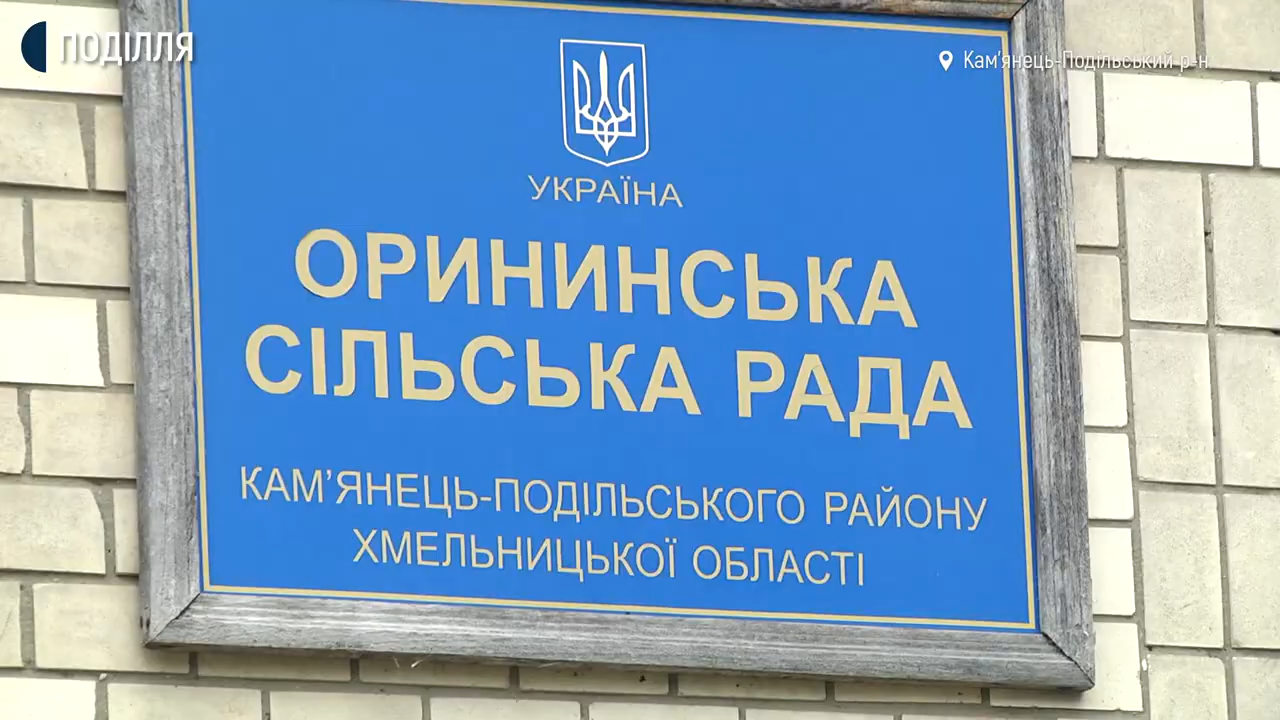 ПОДІЛЛЯ
Кам'янець-Подільський р-н
УКРАЇНА
ОРИНИНСЬКА
СІЛЬСЬКА РАДА
КАМ’ЯНЕЦЬ-ПОДІЛЬСЬКОГО РАЙОНУ
ХМЕЛЬНИЦЬКОЇ ОБЛАСТІ